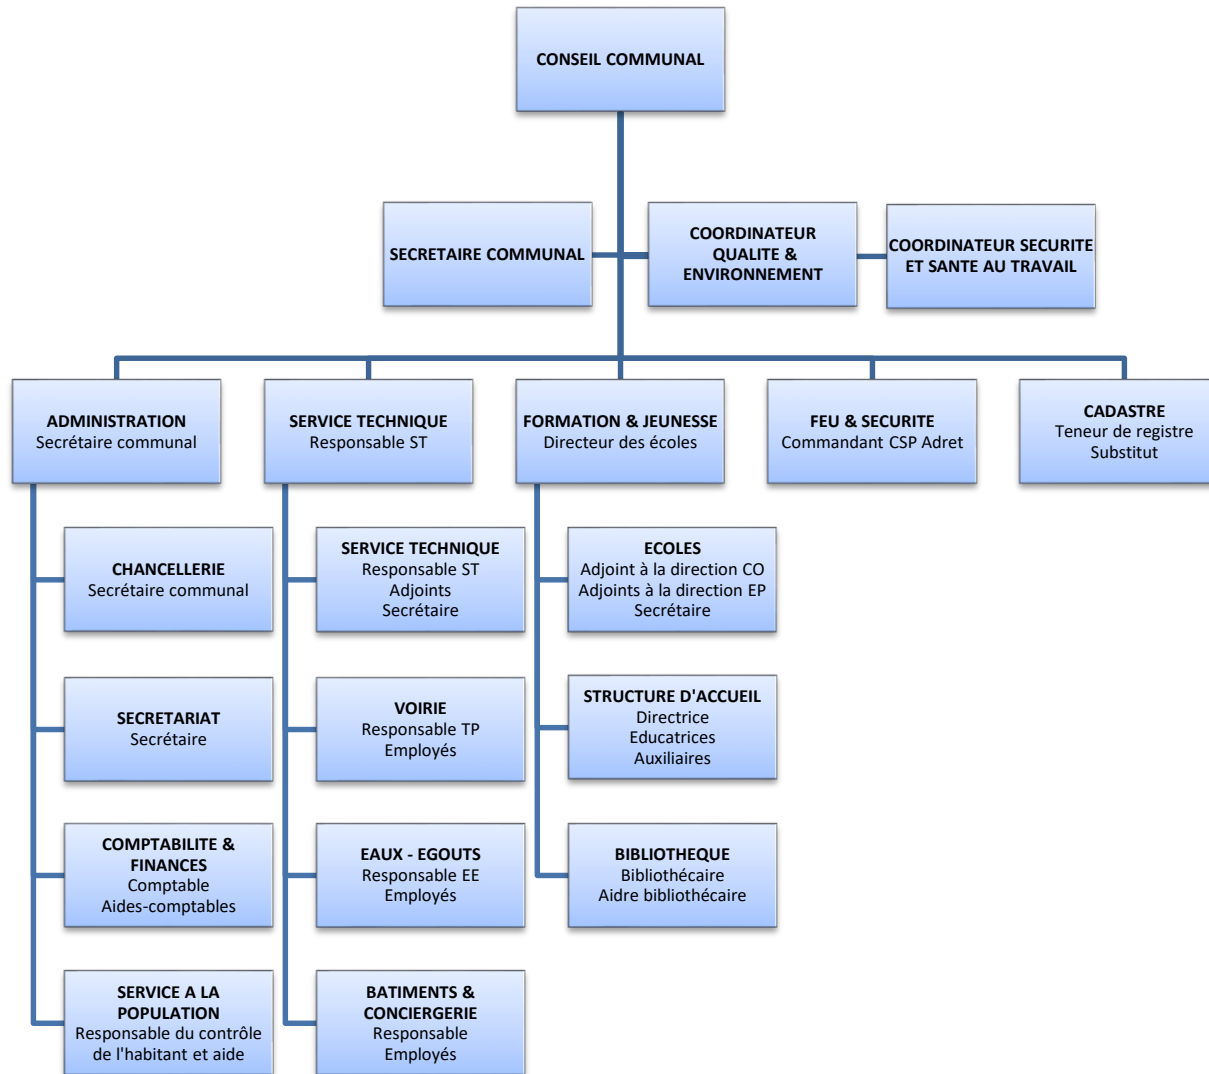 CONSEIL COMMUNAL
SECRETAIRE COMMUNAL
COORDINATEUR
QUALITE &
ENVIRONNEMENT
COORDINATEUR SECURITE
ET SANTE AU TRAVAIL
ADMINISTRATION
Secrétaire communal
SERVICE TECHNIQUE
Responsable ST
FORMATION & JEUNESSE
Directeur des écoles
FEU & SECURITE
Commandant CSP Adret
CADASTRE
Teneur de registre
Substitut
CHANCELLERIE
Secrétaire communal
SERVICE TECHNIQUE
Responsable ST
Adjoints
Secrétaire
ECOLES
Adjoint à la direction CO
Adjoints à la direction EP
Secrétaire
SECRETARIAT
Secrétaire
VOIRIE
Responsable TP
Employés
STRUCTURE D'ACCUEIL
Directrice
Educatrices
Auxiliaires
COMPTABILITE &
FINANCES
Comptable
Aides-comptables
EAUX - EGOUTS
Responsable EE
Employés
BIBLIOTHEQUE
Bibliothécaire
Aidre bibliothécaire
SERVICE A LA
POPULATION
Responsable du contrôle
de l'habitant et aide
BATIMENTS &
CONCIERGERIE
Responsable
Employés